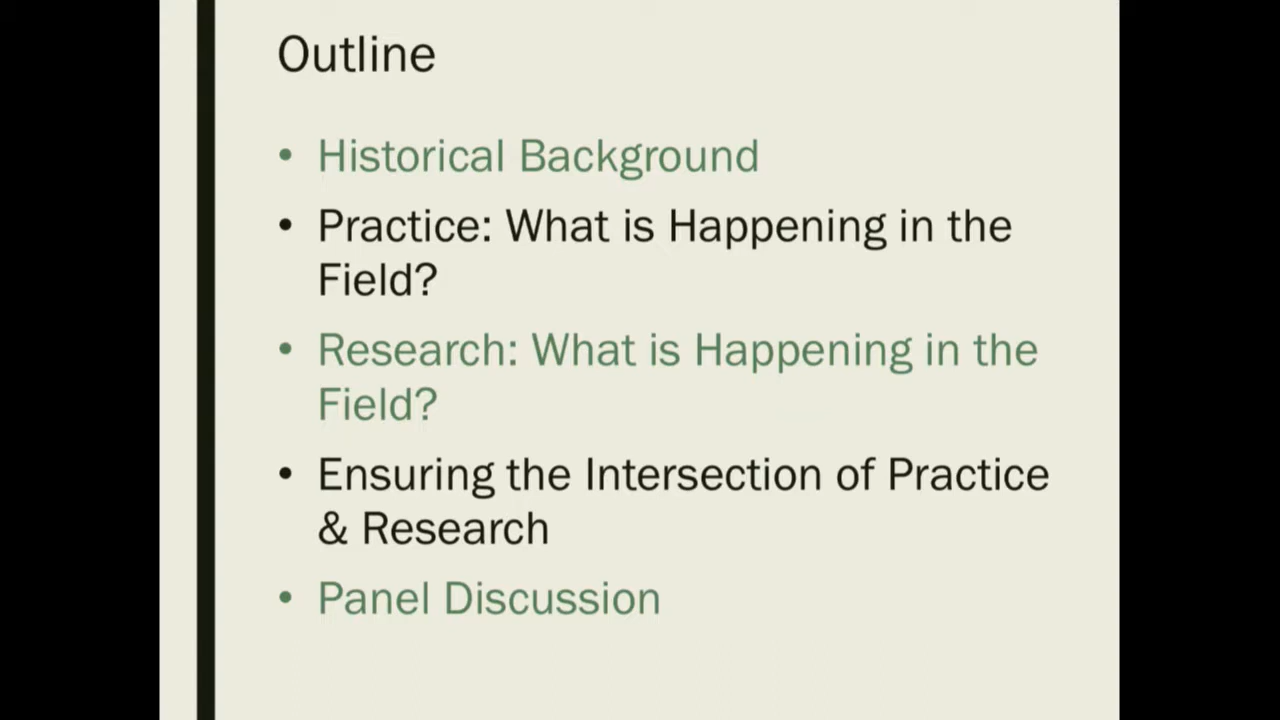 Outline
• Historical Background
• Practice: What is Happening in the
Field?
• Research: What is Happening in the
Field?
• Ensuring the Intersection of Practice
& Research
• Panel Discussion